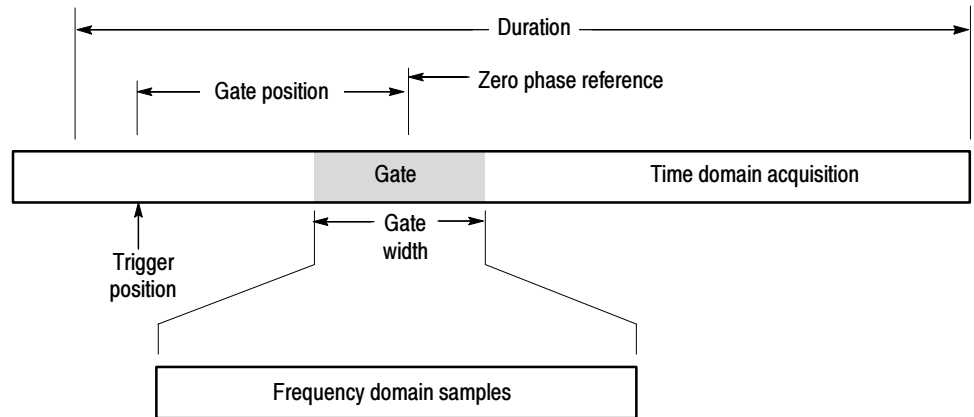 Duration
Zero phase reference
Gate position
Gate
Time domain acquisition
Gate
width
Trigger
position
Frequency domain samples